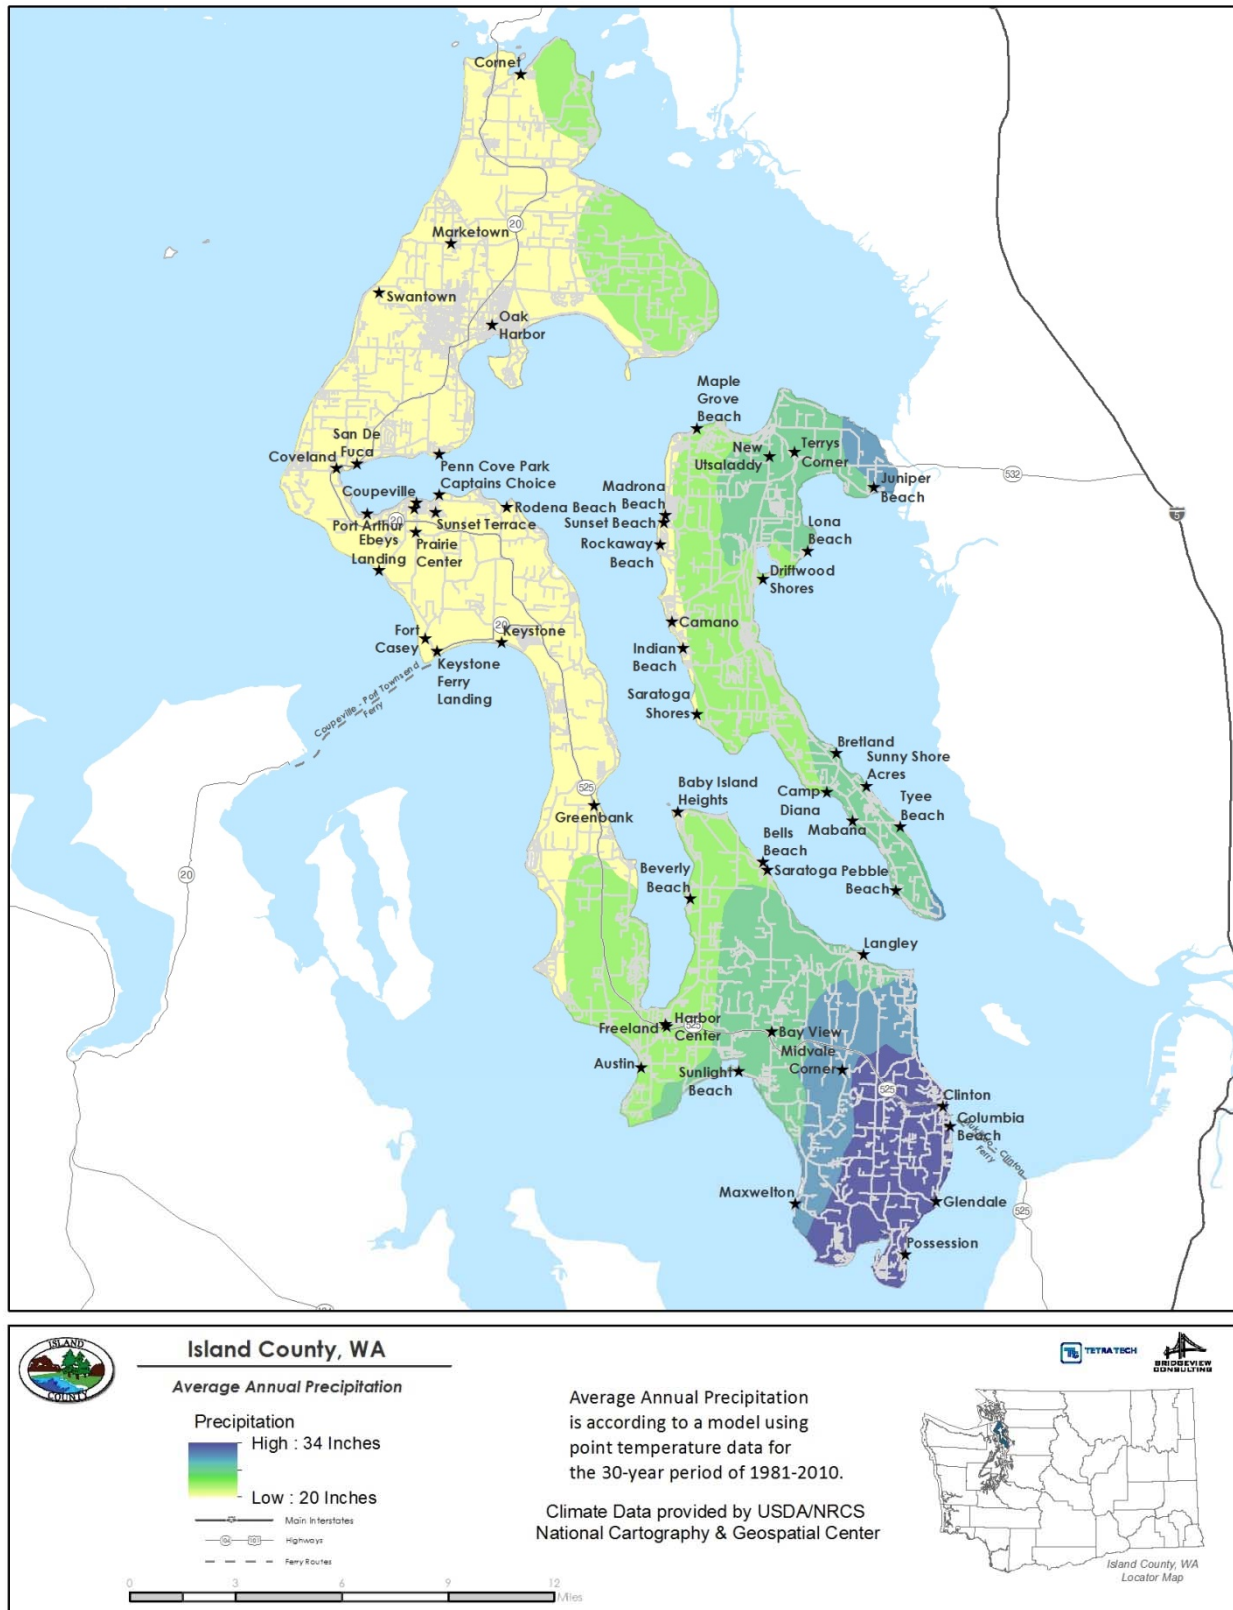 Cornet
20
Marketown
Swantown
Oak
Harbor
Maple
Grove
Beach
San De
Fuca
Coveland
New
Utsaladdy
Terrys
Corner
532
Penn Cove Park
Captains Choice
Juniper
Beach
Coupeville
Rodena Beach
Madrona
Beach
Sunset Beach
Lona
Beach
5
Port Arthur
20
Sunset Terrace
Ebeys
Landing
Prairie
Center
Rockaway
Beach
Driftwood
Shores
Camano
Fort
Casey
20
Keystone
Indian
Beach
Keystone
Ferry
Landing
Coupeville - Port Townsend
Ferry
Saratoga
Shores
Bretland
Sunny Shore
Acres
525
Baby Island
Heights
Camp
Diana
Tyee
Beach
Greenbank
Mabana
Bells
Beach
20
Beverly
Beach
Saratoga Pebble
Beach
Langley
Freeland
Harbor
Center
525
Bay View
Midvale
Corner
Austin
Sunlight
Beach
525
Clinton
Columbia
Beach
Clinton
Ferry
Maxwelton
Glendale
525
Possession
ISLAND
COUNTY
Island County, WA
Average Annual Precipitation
Precipitation
High : 34 Inches
Low : 20 Inches
Main Interstates
Highways
Ferry Routes
0 3 6 9 12
Miles
Average Annual Precipitation
is according to a model using
point temperature data for
the 30-year period of 1981-2010.
Climate Data provided by USDA/NRCS
National Cartography & Geospatial Center
TETRA TECH
BRIDGEVIEW
CONSULTING
Island County, WA
Locator Map